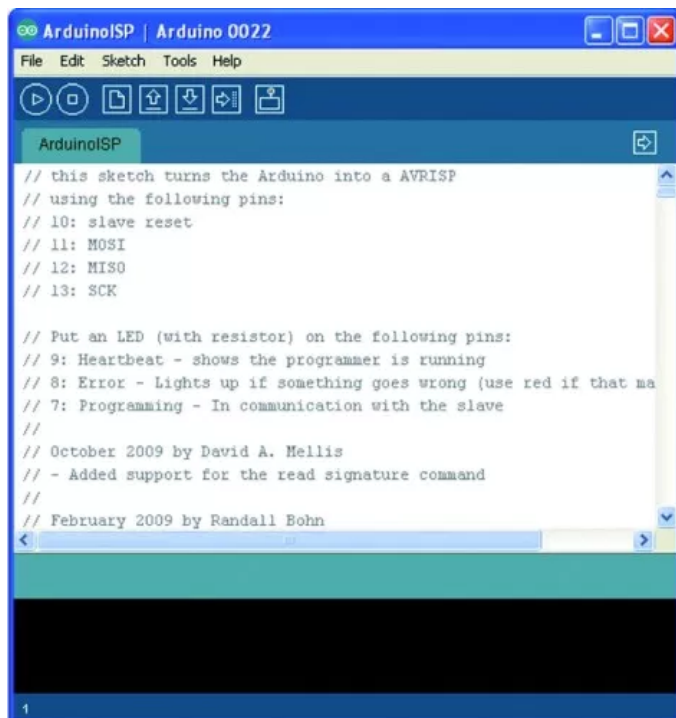 ArduinoISP | Arduino 0022
File Edit Sketch Tools Help
ArduinoISP
// this sketch turns the Arduino into a AVRISP
// using the following pins:
// 10: slave reset
// 11: MOSI
// 12: MISO
// 13: SCK
// Put an LED (with resistor) on the following pins:
// 9: Heartbeat - shows the programmer is running
// 8: Error - Lights up if something goes wrong (use red if that ma
// 7: Programming - In communication with the slave
//
// October 2009 by David A. Mellis
// - Added support for the read signature command
//
// February 2009 by Randall Bohn
1